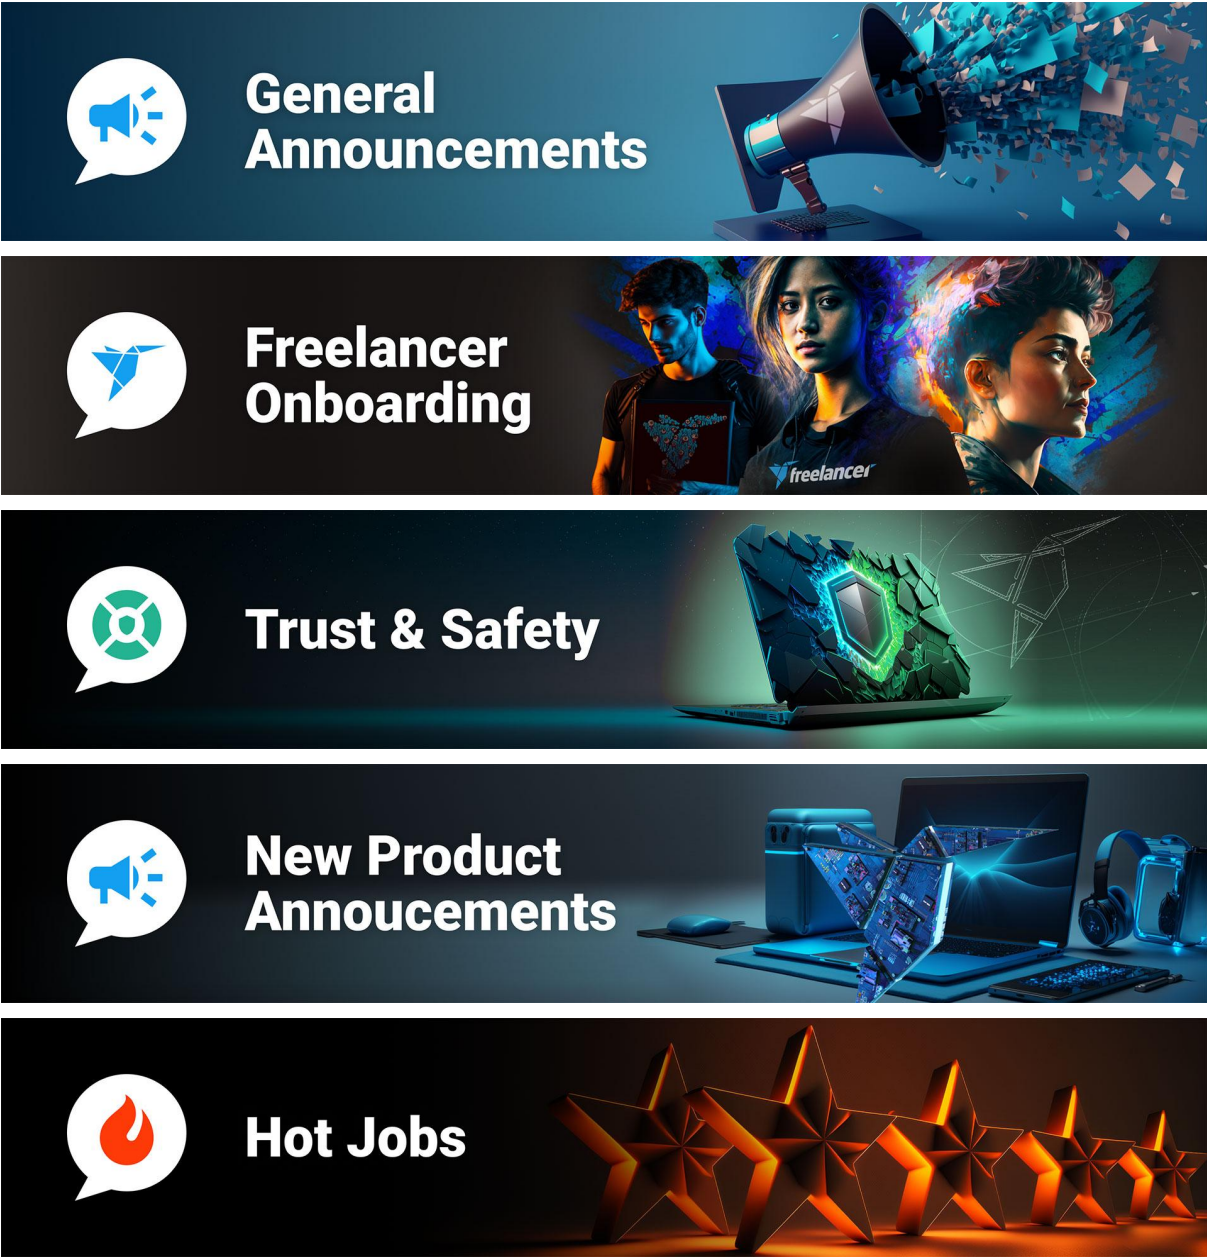 General
Announcements
Freelancer
Onboarding
freelancer
Trust & Safety
New Product
Annoucements
Hot Jobs